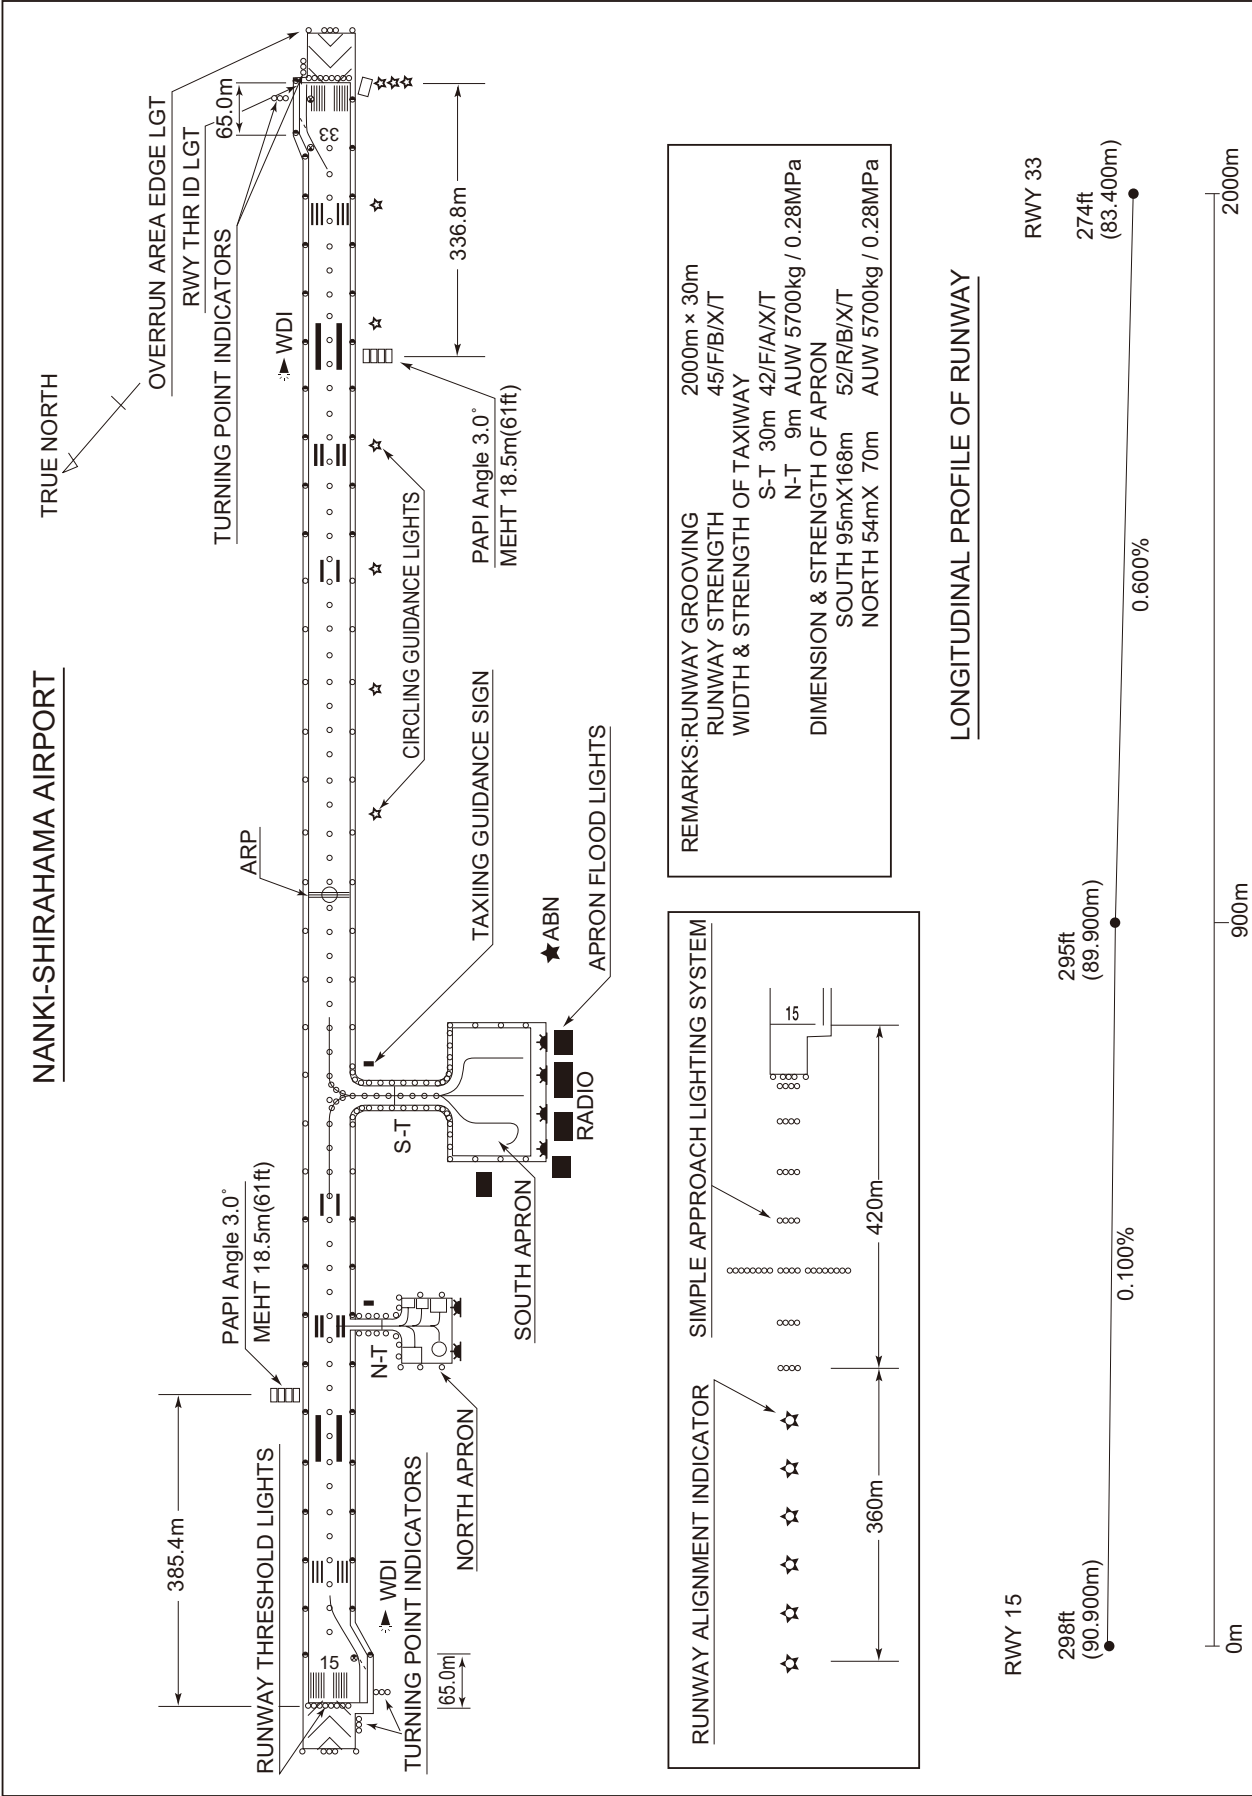 NANKI-SHIRAHAMA AIRPORT
TRUE NORTH
OVERRUN AREA EDGE LGT
RWY THR ID LGT
65.0m
TURNING POINT INDICATORS
WDI
33
336.8m
PAPI Angle 3.0°
MEHT 18.5m(61ft)
CIRCLING GUIDANCE LIGHTS
ARP
TAXIING GUIDANCE SIGN
ABN
APRON FLOOD LIGHTS
RADIO
S-T
SOUTH APRON
PAPI Angle 3.0°
MEHT 18.5m(61ft)
N-T
NORTH APRON
385.4m
RUNWAY THRESHOLD LIGHTS
15
WDI
TURNING POINT INDICATORS
65.0m
REMARKS:RUNWAY GROOVING 2000m × 30m
RUNWAY STRENGTH 45/F/B/X/T
WIDTH & STRENGTH OF TAXIWAY
S-T 30m 42/F/A/X/T
N-T 9m AUW 5700kg / 0.28MPa
DIMENSION & STRENGTH OF APRON
SOUTH 95mX168m 52/R/B/X/T
NORTH 54mX 70m AUW 5700kg / 0.28MPa
RUNWAY ALIGNMENT INDICATOR
SIMPLE APPROACH LIGHTING SYSTEM
15
360m
420m
LONGITUDINAL PROFILE OF RUNWAY
RWY 15
298ft
(90.900m)
0.100%
295ft
(89.900m)
0.600%
RWY 33
274ft
(83.400m)
0m
900m
2000m